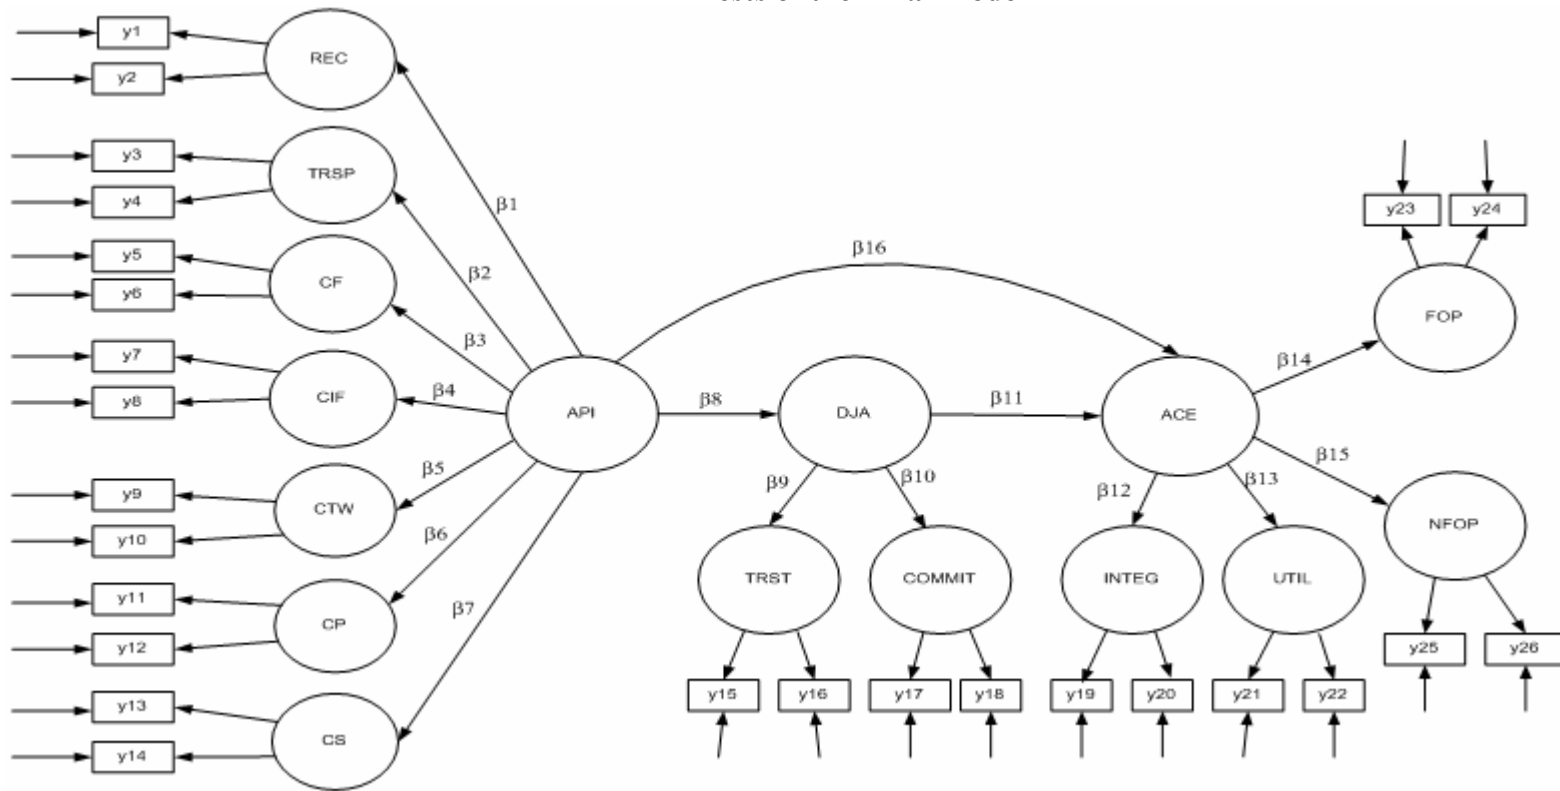 y1
y2
REC
y3
y4
TRSP
y5
y6
CF
y7
y8
CIF
y9
y10
CTW
y11
y12
CP
y13
y14
CS
β1
β2
β3
β4
β5
β6
β7
API
β16
β8
DJA
β11
ACE
β9
β10
TRST
COMMIT
y15
y16
y17
y18
β12
β13
INTEG
UTIL
y19
y20
y21
y22
β14
β15
y23
y24
FOP
NFOP
y25
y26